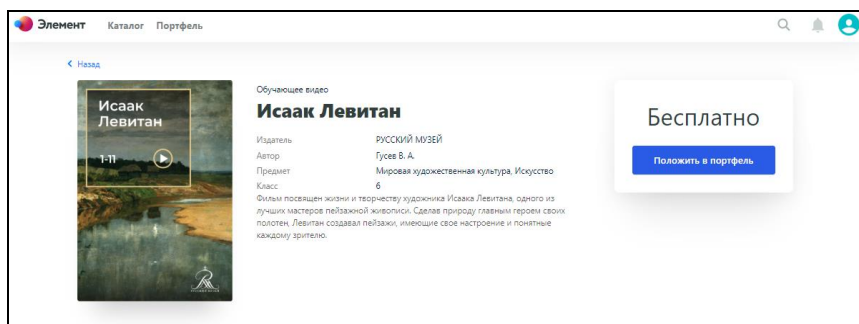 Элемент Каталог Портфель
Назад
Исаак
Левитан
1-11
Обучающее видео
Исаак Левитан
Издатель РУССКИЙ МУЗЕЙ
Автор Гусев В. А.
Предмет Мировая художественная культура, Искусство
Класс 6
Фильм посвящен жизни и творчеству художника Исаака Левитана, одного из
лучших мастеров пейзажной живописи. Сделав природу главным героем своих
полотен, Левитан создавал пейзажи, имеющие свое настроение и понятные
каждому зрителю.
Бесплатно
Положить в портфель